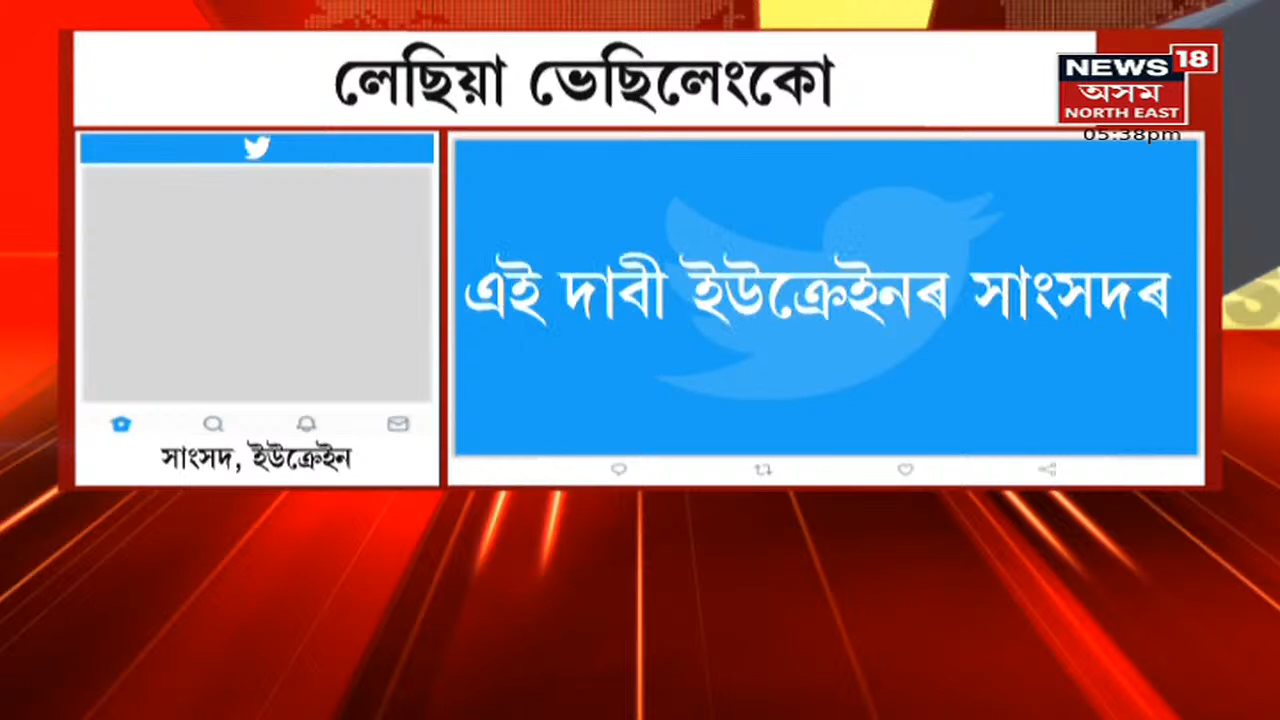 লেছিয়া ভেছিলেংকো
NEWS 18
অসম
NORTH EAST
05:38pm
এই দাবী ইউক্ৰেইনৰ সাংসদৰ
সাংসদ, ইউক্ৰেইন